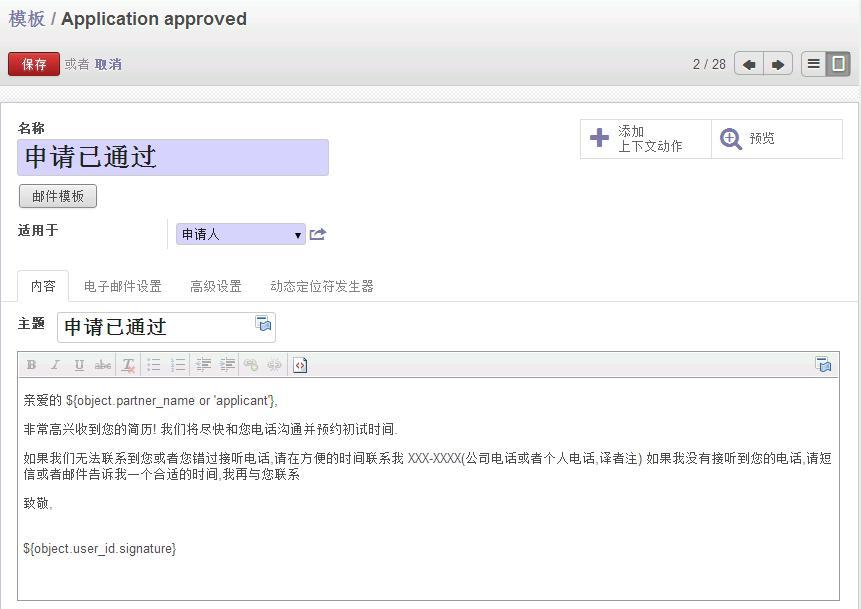 模板 / Application approved
保存 或者 取消
2 / 28
名称
申请已通过
添加
上下文动作
预览
邮件模板
适用于
申请人
内容 电子邮件设置 高级设置 动态定位符发生器
主题 申请已通过
B I U abc T
亲爱的 ${object.partner_name or 'applicant'},
非常高兴收到您的简历! 我们将尽快和您电话沟通并预约初试时间.
如果我们无法联系到您或者您错过接听电话,请在方便的时间联系我 XXX-XXXX(公司电话或者个人电话,译者注) 如果我没有接听到您的电话,请短
信或者邮件告诉我一个合适的时间,我再与您联系
致敬,
${object.user_id.signature}